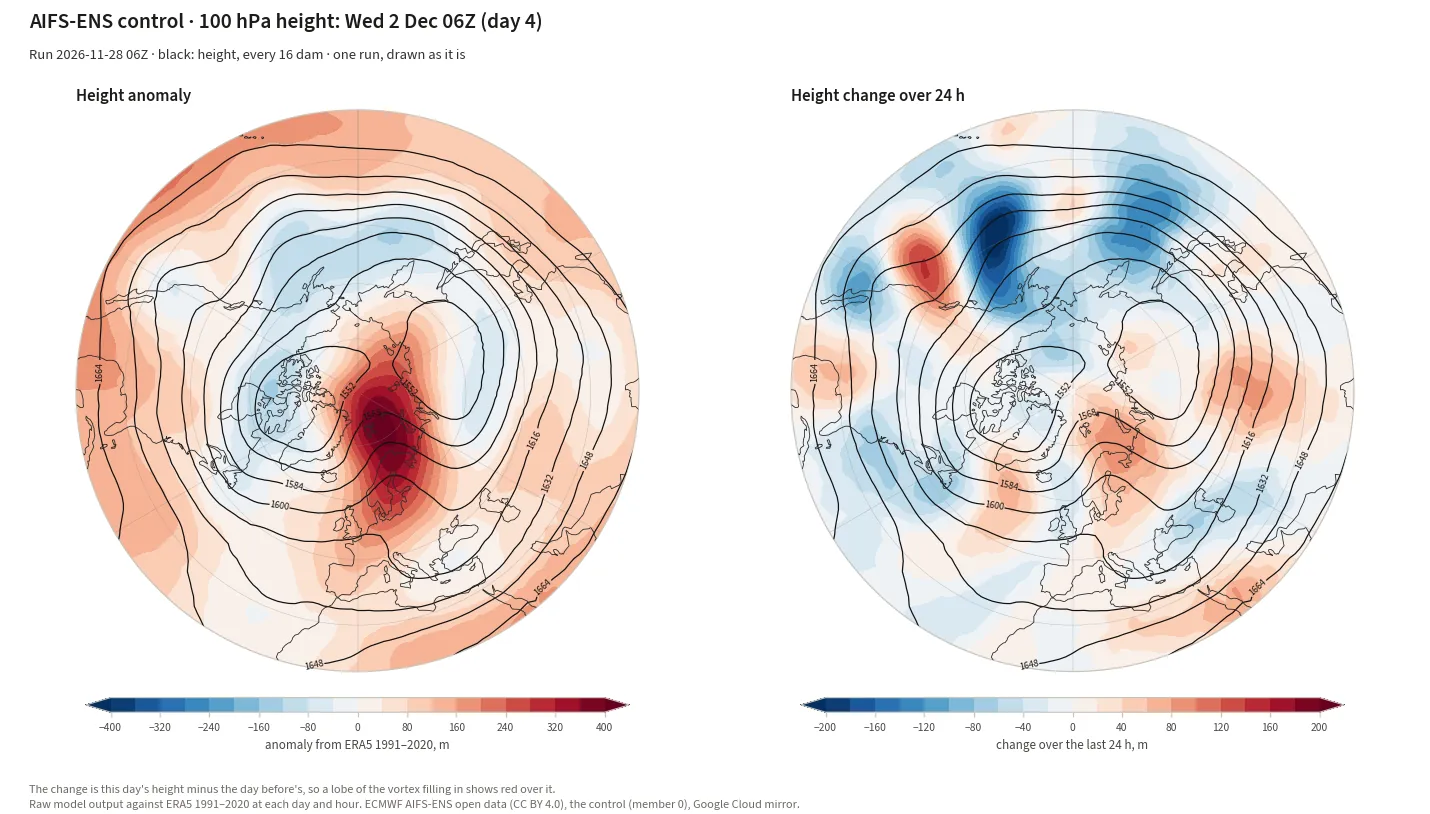 AIFS-ENS control · 100 hPa height: Wed 2 Dec 06Z (day 4)
Run 2026-11-28 06Z · black: height, every 16 dam · one run, drawn as it is
Height anomaly
Height change over 24 h
1664
1552
1552
1568
1584
1600
1616
1632
1648
1664
1648
1664
1552
1552
1568
1584
1600
1616
1632
1648
1664
1648
−400 −320 −240 −160 −80 0 80 160 240 320 400
anomaly from ERA5 1991–2020, m
−200 −160 −120 −80 −40 0 40 80 120 160 200
change over the last 24 h, m
The change is this day's height minus the day before's, so a lobe of the vortex filling in shows red over it.
Raw model output against ERA5 1991–2020 at each day and hour. ECMWF AIFS-ENS open data (CC BY 4.0), the control (member 0), Google Cloud mirror.